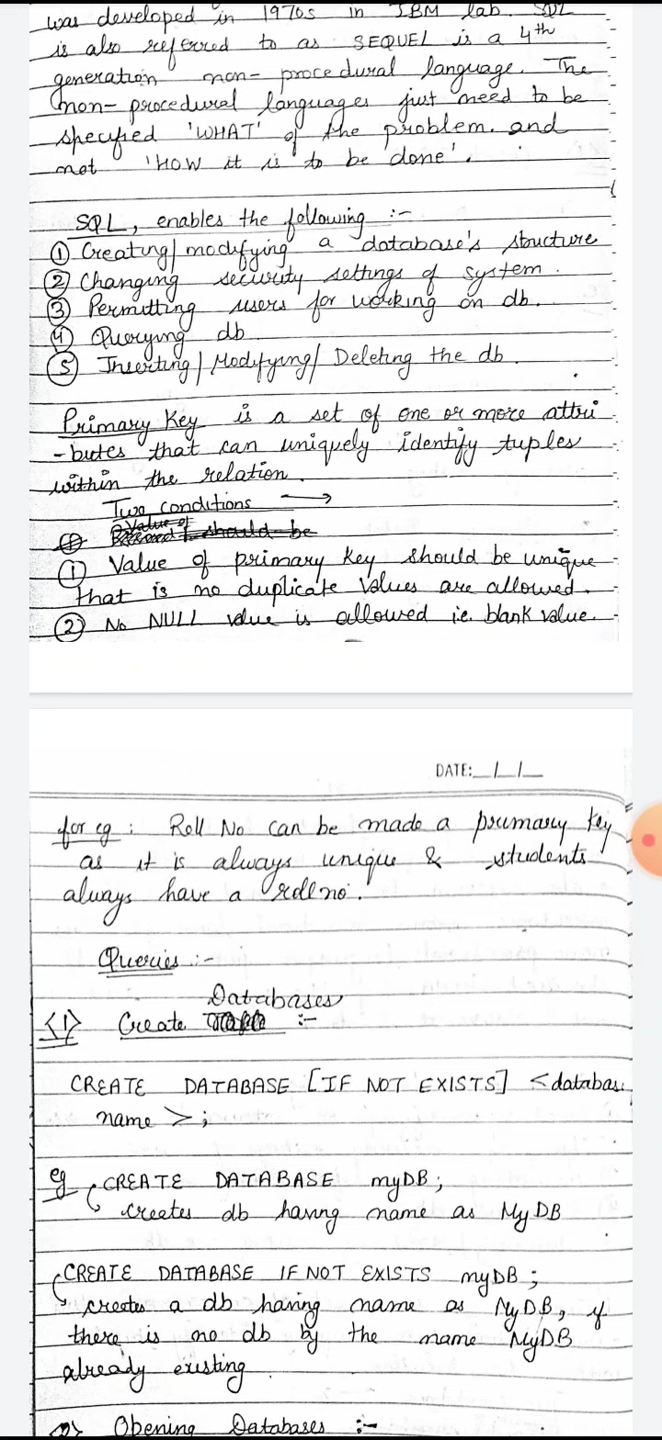 was developed in 1970s in IBM lab. SQL
is also referred to as SEQUEL is a 4th
generation non-procedural language. The
non-procedural languages just need to be
specified 'WHAT' of the problem. and
not 'HOW it is to be done'.
SQL, enables the following :-
① Creating/modifying a database's structure
② Changing security settings of system.
③ Permitting users for working on db.
④ Querying db
⑤ Inserting/Modifying/Deleting the db.
Primary Key is a set of one or more attri
-butes that can uniquely identify tuples
within the relation.
Two conditions →
Value of
should be
① Value of primary key should be unique
that is no duplicate values are allowed.
② No NULL value is allowed i.e. blank value.
DATE:__/__/__
for eg : Roll No can be made a primary key
as it is always unique & students
always have a roll no.
Queries :-
Databases
<1> Create :-
CREATE DATABASE [IF NOT EXISTS] <databas
name >;
eg CREATE DATABASE myDB;
creates db having name as MyDB
CREATE DATABASE IF NOT EXISTS myDB;
creates a db having name as MyDB, if
there is no db by the name MyDB
already existing.
Opening Databases :-